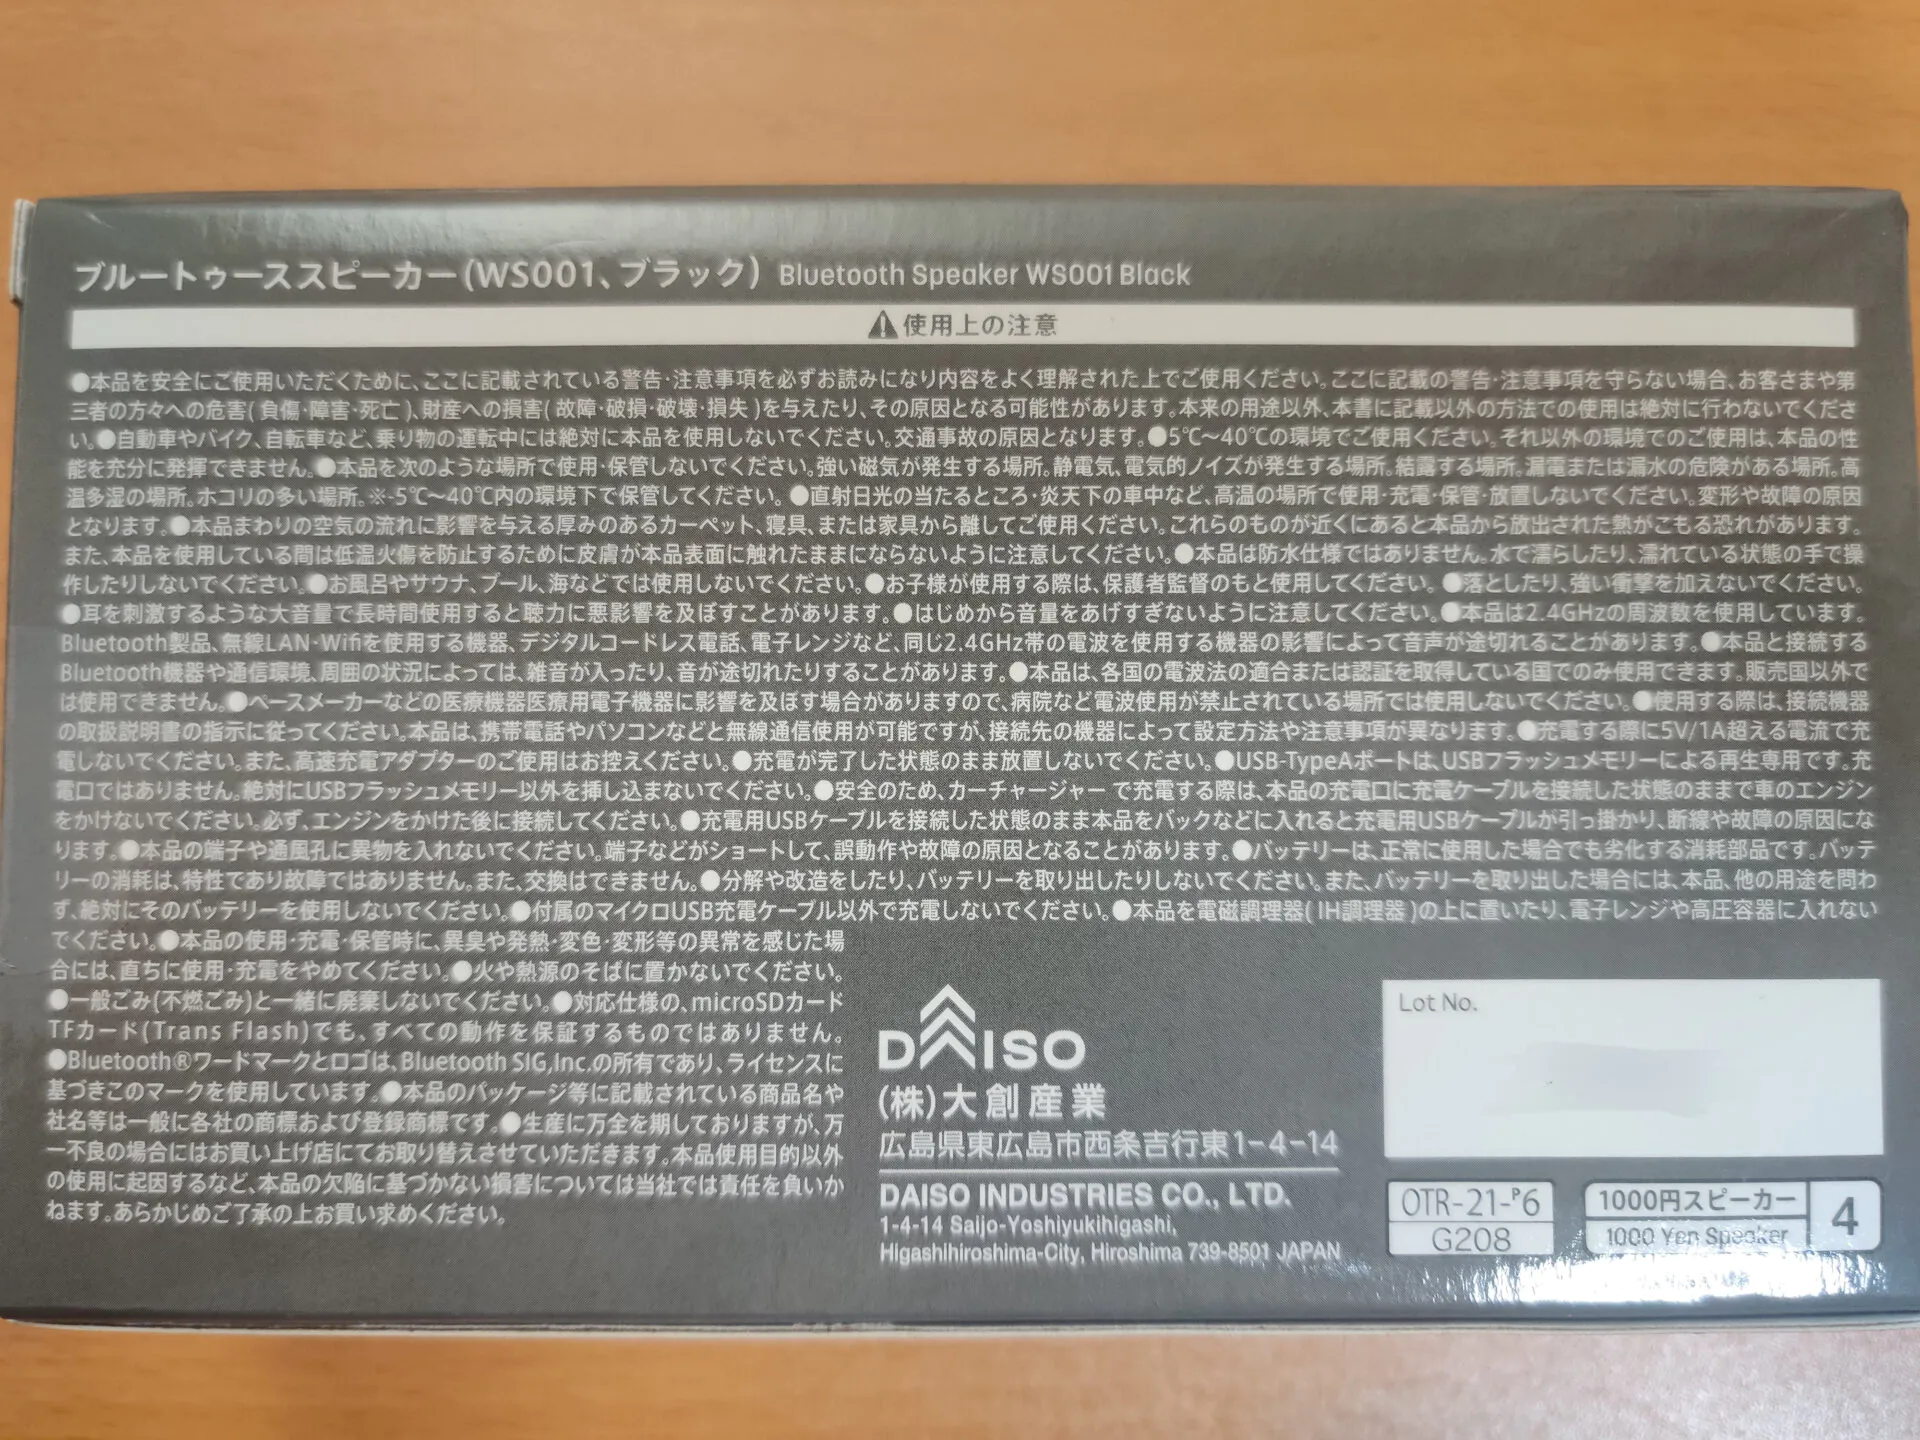 ブルートゥーススピーカー(WS001、ブラック) Bluetooth Speaker WS001 Black
⚠使用上の注意
●本品を安全にご使用いただくために、ここに記載されている警告・注意事項を必ずお読みになり内容をよく理解された上でご使用ください。ここに記載の警告・注意事項を守らない場合、お客さまや第
三者の方々への危害(負傷・障害・死亡)、財産への損害(故障・破損・破壊・損失)を与えたり、その原因となる可能性があります。本来の用途以外、本書に記載以外の方法での使用は絶対に行わないでくださ
い。●自動車やバイク、自転車など、乗り物の運転中には絶対に本品を使用しないでください。交通事故の原因となります。●5℃〜40℃の環境でご使用ください。それ以外の環境でのご使用は、本品の性
能を充分に発揮できません。●本品を次のような場所で使用・保管しないでください。強い磁気が発生する場所。静電気、電気的ノイズが発生する場所。結露する場所。漏電または漏水の危険がある場所。高
温多湿の場所。ホコリの多い場所。※-5℃〜40℃内の環境下で保管してください。●直射日光の当たるところ・炎天下の車中など、高温の場所で使用・充電・保管・放置しないでください。変形や故障の原因
となります。●本品まわりの空気の流れに影響を与える厚みのあるカーペット、寝具、または家具から離してご使用ください。これらのものが近くにあると本品から放出された熱がこもる恐れがあります。
また、本品を使用している間は低温火傷を防止するために皮膚が本品表面に触れたままにならないように注意してください。●本品は防水仕様ではありません。水で濡らしたり、濡れている状態の手で操
作したりしないでください。●お風呂やサウナ、プール、海などでは使用しないでください。●お子様が使用する際は、保護者監督のもと使用してください。●落としたり、強い衝撃を加えないでください。
●耳を刺激するような大音量で長時間使用すると聴力に悪影響を及ぼすことがあります。●はじめから音量をあげすぎないように注意してください。●本品は2.4GHzの周波数を使用しています。
Bluetooth製品、無線LAN・Wifiを使用する機器、デジタルコードレス電話、電子レンジなど、同じ2.4GHz帯の電波を使用する機器の影響によって音声が途切れることがあります。●本品と接続する
Bluetooth機器や通信環境、周囲の状況によっては、雑音が入ったり、音が途切れたりすることがあります。●本品は、各国の電波法の適合または認証を取得している国でのみ使用できます。販売国以外で
は使用できません。●ペースメーカーなどの医療機器医療用電子機器に影響を及ぼす場合がありますので、病院など電波使用が禁止されている場所では使用しないでください。●使用する際は、接続機器
の取扱説明書の指示に従ってください。本品は、携帯電話やパソコンなどと無線通信使用が可能ですが、接続先の機器によって設定方法や注意事項が異なります。●充電する際に5V/1A超える電流で充
電しないでください。また、高速充電アダプターのご使用はお控えください。●充電が完了した状態のまま放置しないでください。●USB-TypeAポートは、USBフラッシュメモリーによる再生専用です。充
電口ではありません。絶対にUSBフラッシュメモリー以外を挿し込まないでください。●安全のため、カーチャージャーで充電する際は、本品の充電口に充電ケーブルを接続した状態のままで車のエンジン
をかけないでください。必ず、エンジンをかけた後に接続してください。●充電用USBケーブルを接続した状態のまま本品をバックなどに入れると充電用USBケーブルが引っ掛かり、断線や故障の原因にな
ります。●本品の端子や通風孔に異物を入れないでください。端子などがショートして、誤動作や故障の原因となることがあります。●バッテリーは、正常に使用した場合でも劣化する消耗部品です。バッテ
リーの消耗は、特性であり故障ではありません。また、交換はできません。●分解や改造をしたり、バッテリーを取り出したりしないでください。また、バッテリーを取り出した場合には、本品、他の用途を問わ
ず、絶対にそのバッテリーを使用しないでください。●付属のマイクロUSB充電ケーブル以外で充電しないでください。●本品を電磁調理器(IH調理器)の上に置いたり、電子レンジや高圧容器に入れない
でください。●本品の使用・充電・保管時に、異臭や発熱・変色・変形等の異常を感じた場
合には、直ちに使用・充電をやめてください。●火や熱源のそばに置かないでください。
●一般ごみ(不燃ごみ)と一緒に廃棄しないでください。●対応仕様の、microSDカード
TFカード(Trans Flash)でも、すべての動作を保証するものではありません。
●Bluetooth®ワードマークとロゴは、Bluetooth SIG,Inc.の所有であり、ライセンスに
基づきこのマークを使用しています。●本品のパッケージ等に記載されている商品名や
社名等は一般に各社の商標および登録商標です。●生産に万全を期しておりますが、万
一不良の場合にはお買い上げ店にてお取り替えさせていただきます。本品使用目的以外
の使用に起因するなど、本品の欠陥に基づかない損害については当社では責任を負いか
ねます。あらかじめご了承の上お買い求めください。
DAISO
(株)大創産業
広島県東広島市西条吉行東1-4-14
DAISO INDUSTRIES CO., LTD.
1-4-14 Saijo-Yoshiyukihigashi,
Higashihiroshima-City, Hiroshima 739-8501 JAPAN
Lot No.
OTR-21-P6
G208
1000円スピーカー
1000 Yen Speaker
4